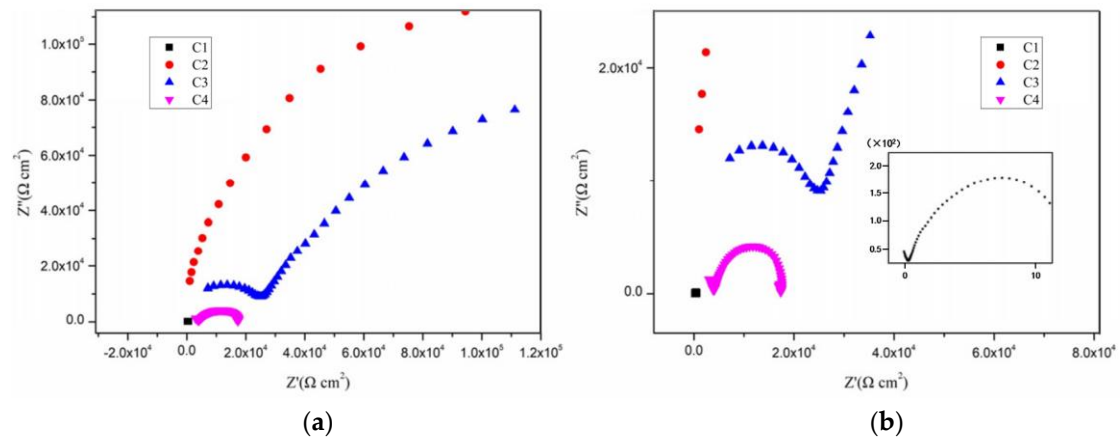 C1
C2
C3
C4
1.0x10⁵
8.0x10⁴
6.0x10⁴
4.0x10⁴
2.0x10⁴
0.0
Z"(Ω cm²)
-2.0x10⁴ 0.0 2.0x10⁴ 4.0x10⁴ 6.0x10⁴ 8.0x10⁴ 1.0x10⁵ 1.2x10⁵
Z'(Ω cm²)
(a)
C1
C2
C3
C4
2.0x10⁴
10⁴
0.0
Z"(Ω cm²)
(×10²)
2.0
1.5
1.0
0.5
0 10
0.0 2.0x10⁴ 4.0x10⁴ 6.0x10⁴ 8.0x10⁴
Z'(Ω cm²)
(b)